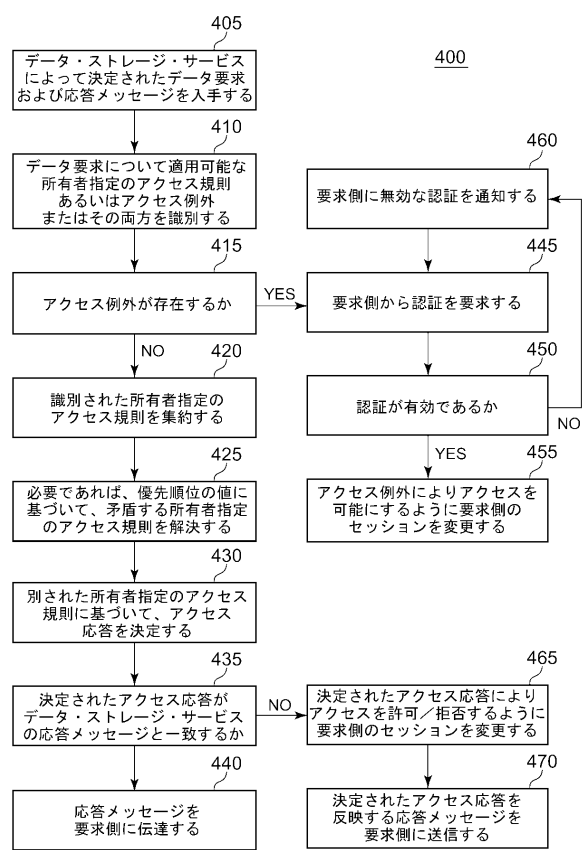 400
405
データ・ストレージ・サービス
によって決定されたデータ要求
および応答メッセージを入手する
410
データ要求について適用可能な
所有者指定のアクセス規則
あるいはアクセス例外
またはその両方を識別する
415
アクセス例外が存在するか
YES
NO
420
識別された所有者指定の
アクセス規則を集約する
425
必要であれば、優先順位の値に
基づいて、矛盾する所有者指定
のアクセス規則を解決する
430
別された所有者指定のアクセス
規則に基づいて、アクセス
応答を決定する
435
決定されたアクセス応答が
データ・ストレージ・サービス
の応答メッセージと一致するか
NO
440
応答メッセージを
要求側に伝達する
460
要求側に無効な認証を通知する
445
要求側から認証を要求する
450
認証が有効であるか
NO
YES
455
アクセス例外によりアクセスを
可能にするように要求側の
セッションを変更する
465
決定されたアクセス応答により
アクセスを許可／拒否するように
要求側のセッションを変更する
470
決定されたアクセス応答を
反映する応答メッセージを
要求側に送信する